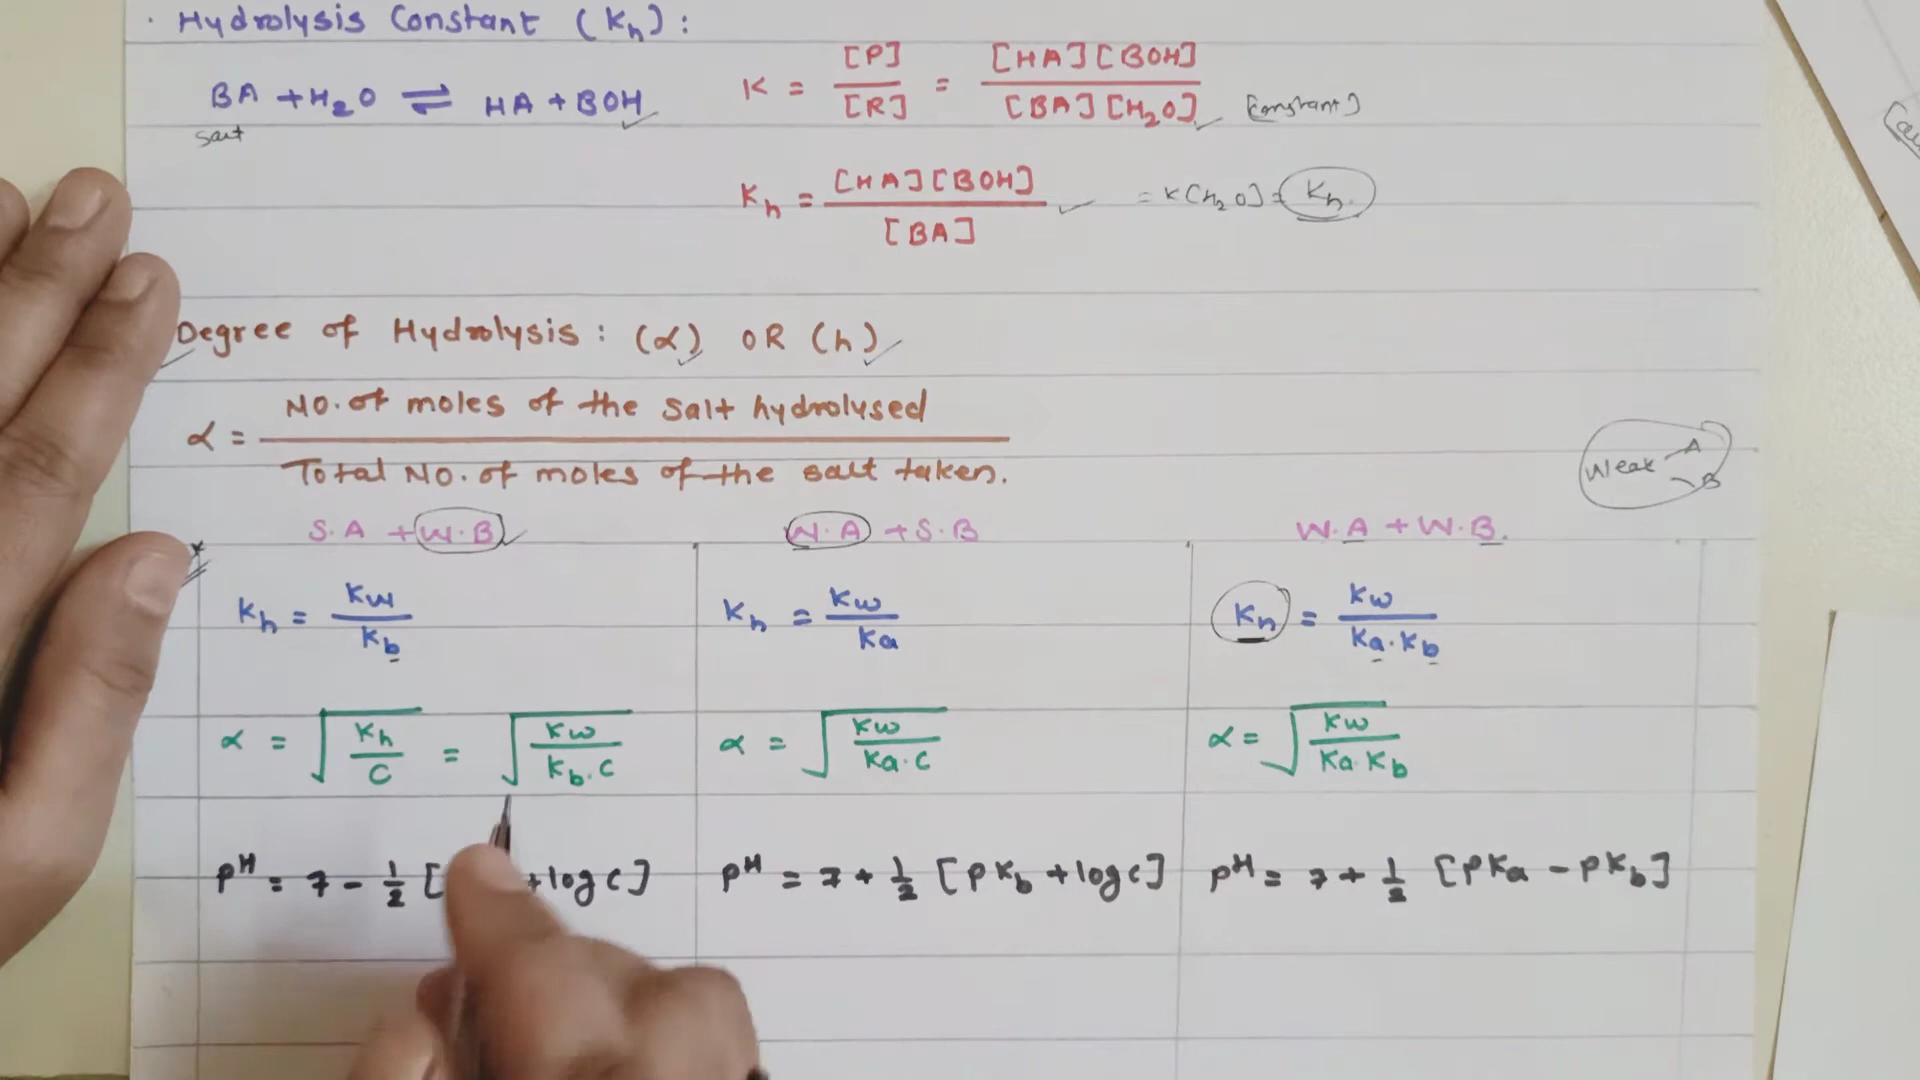 · Hydrolysis Constant (Kh) :
BA + H₂O ⇌ HA + BOH
salt
K = [P] / [R] = [HA][BOH] / [BA][H₂O] [constant]
Kh = [HA][BOH] / [BA] = K[H₂O] = Kh
Degree of Hydrolysis : (α) OR (h)
α = NO. of moles of the salt hydrolysed / Total NO. of moles of the salt taken.
Weak A B
S.A + W.B
W.A + S.B
W.A + W.B.
Kh = Kw / Kb
Kh = Kw / Ka
Kh = Kw / Ka.Kb
α = √(Kh / C) = √(Kw / Kb.C)
α = √(Kw / Ka.C)
α = √(Kw / Ka.Kb)
pH = 7 - 1/2 [ + log c]
pH = 7 + 1/2 [pKb + log c]
pH = 7 + 1/2 [pKa - pKb]